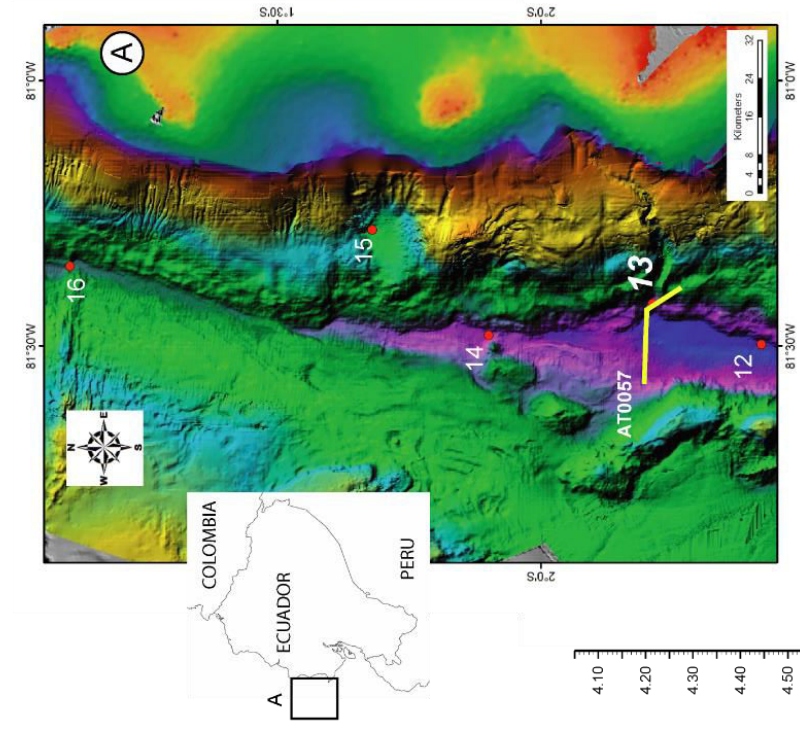 1°30'S
2°0'S
A
81°0'W
81°0'W
32
24
16
8
4
0
Kilometers
15
16
13
14
12
81°30'W
81°30'W
AT0057
N
E
S
W
COLOMBIA
ECUADOR
PERU
A
2°0'S
4.10
4.20
4.30
4.40
4.50